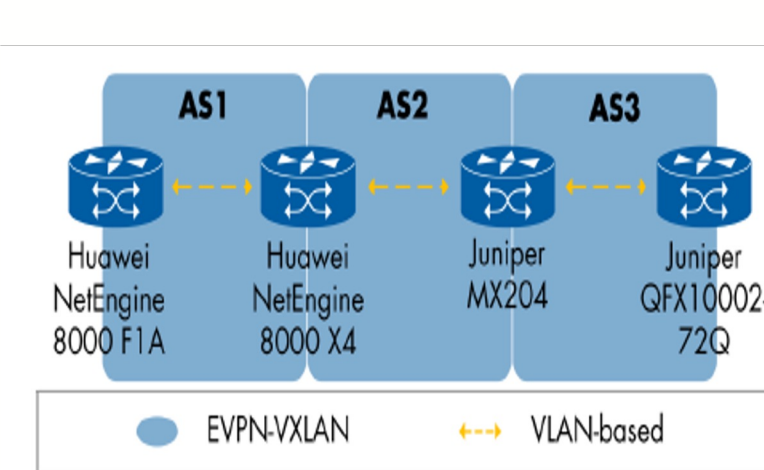 AS1 AS2 AS3
Huawei Huawei Juniper Juniper
NetEngine NetEngine MX204 QFX10002-
8000 F1A 8000 X4 72Q
EVPN-VXLAN VLAN-based